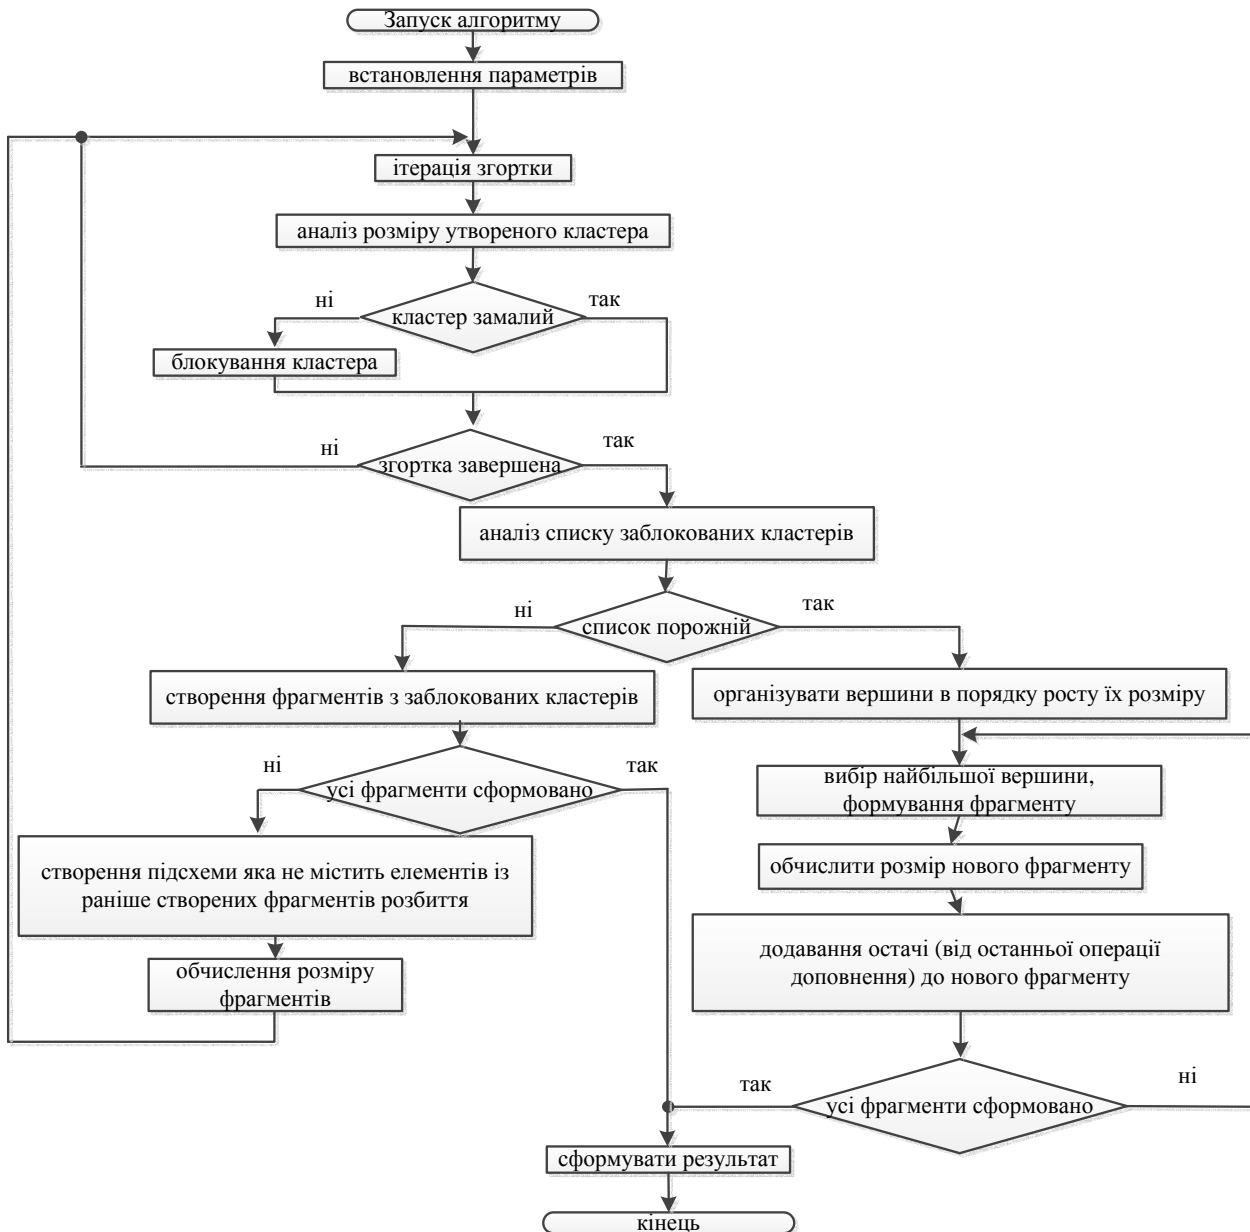 Запуск алгоритму
встановлення параметрів
ітерація згортки
аналіз розміру утвореного кластера
ні
так
кластер замалий
блокування кластера
ні
так
згортка завершена
аналіз списку заблокованих кластерів
ні
так
список порожній
створення фрагментів з заблокованих кластерів
організувати вершини в порядку росту їх розміру
ні
так
усі фрагменти сформовано
вибір найбільшої вершини,
формування фрагменту
створення підсхеми яка не містить елементів із
раніше створених фрагментів розбиття
обчислити розмір нового фрагменту
обчислення розміру
фрагментів
додавання остачі (від останньої операції
доповнення) до нового фрагменту
так
ні
усі фрагменти сформовано
сформувати результат
кінець